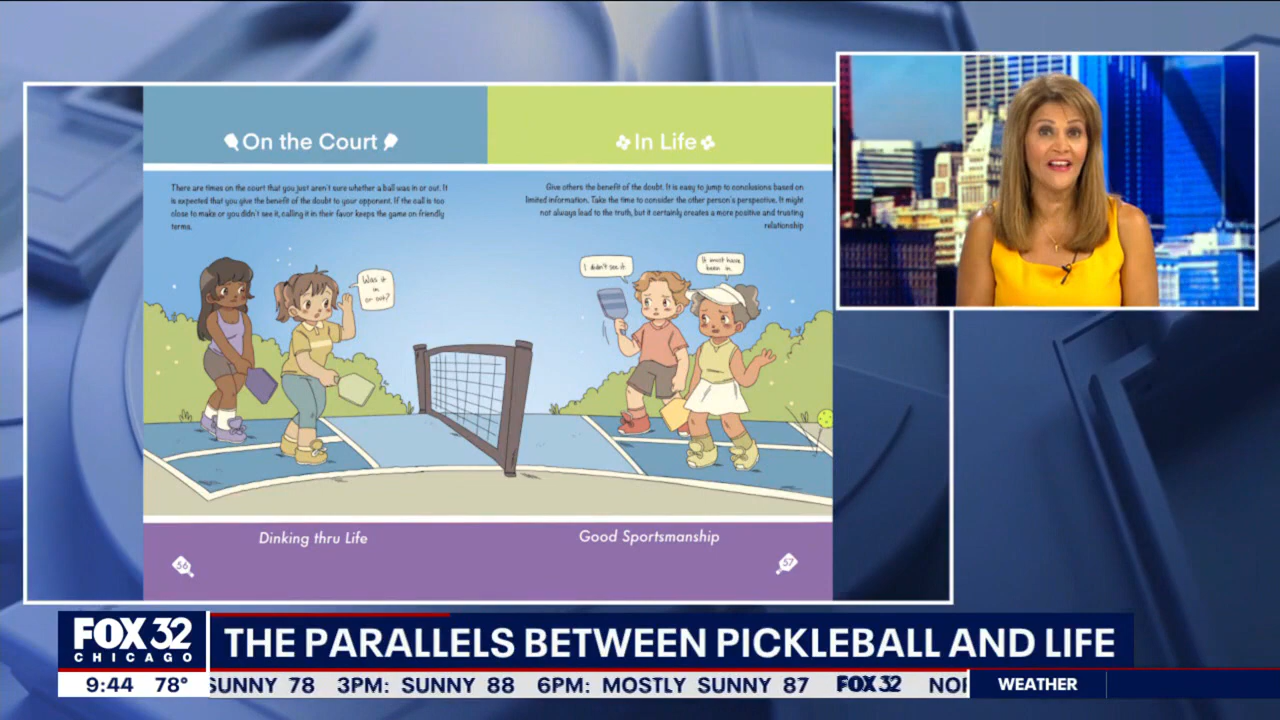 On the Court
In Life
There are times on the court that you just aren't sure whether a ball was in or out. It
is expected that you give the benefit of the doubt to your opponent. If the call is too
close to make or you didn't see it, calling it in their favor keeps the game on friendly
terms.
Give others the benefit of the doubt. It is easy to jump to conclusions based on
limited information. Take the time to consider the other person's perspective. It might
not always lead to the truth, but it certainly creates a more positive and trusting
relationship
Was it
in
or out?
I didn't see it
It must have
been in
Dinking thru Life
Good Sportsmanship
56
57
FOX 32
CHICAGO
THE PARALLELS BETWEEN PICKLEBALL AND LIFE
9:44 78° SUNNY 78 3PM: SUNNY 88 6PM: MOSTLY SUNNY 87 FOX 32 NO
WEATHER